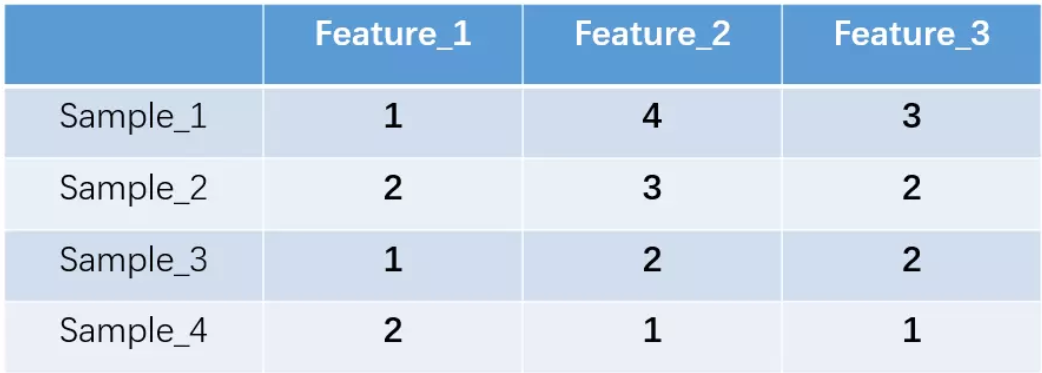 Feature_1 Feature_2 Feature_3
Sample_1 1 4 3
Sample_2 2 3 2
Sample_3 1 2 2
Sample_4 2 1 1